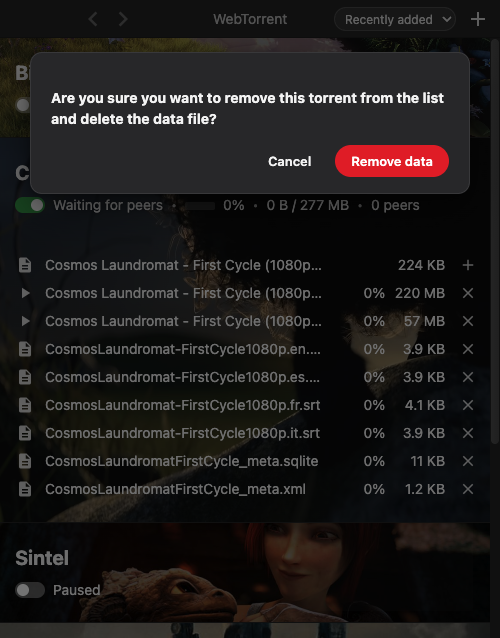 WebTorrent
Recently added
Are you sure you want to remove this torrent from the list
and delete the data file?
Cancel
Remove data
Waiting for peers • 0% • 0 B / 277 MB • 0 peers
Cosmos Laundromat - First Cycle (1080p... 224 KB
Cosmos Laundromat - First Cycle (1080p... 0% 220 MB
Cosmos Laundromat - First Cycle (1080p... 0% 57 MB
CosmosLaundromat-FirstCycle1080p.en.... 0% 3.9 KB
CosmosLaundromat-FirstCycle1080p.es.... 0% 3.9 KB
CosmosLaundromat-FirstCycle1080p.fr.srt 0% 4.1 KB
CosmosLaundromat-FirstCycle1080p.it.srt 0% 3.9 KB
CosmosLaundromatFirstCycle_meta.sqlite 0% 11 KB
CosmosLaundromatFirstCycle_meta.xml 0% 1.2 KB
Sintel
Paused